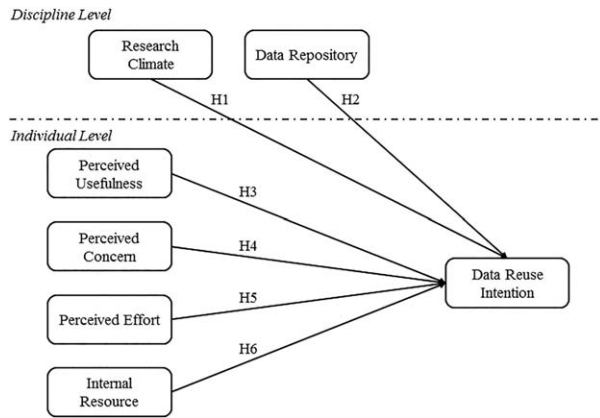 Discipline Level
Research
Climate
Data Repository
H1
H2
Individual Level
Perceived
Usefulness
H3
Perceived
Concern
H4
Data Reuse
Intention
Perceived Effort
H5
H6
Internal
Resource